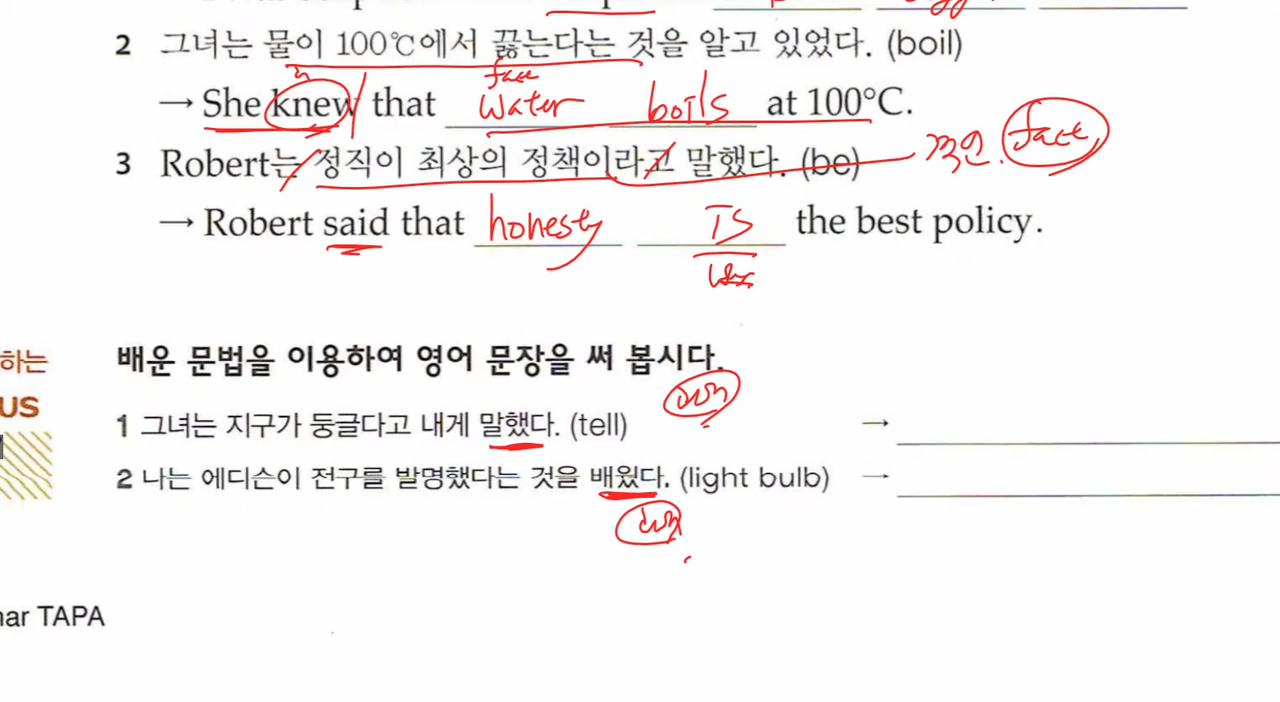 2 그녀는 물이 100℃에서 끓는다는 것을 알고 있었다. (boil)
fact
→ She knew that water boils at 100°C.
3 Robert는 정직이 최상의 정책이라고 말했다. (be) 격언. fact
→ Robert said that honesty is the best policy.
was
하는
배운 문법을 이용하여 영어 문장을 써 봅시다.
US
1 그녀는 지구가 둥글다고 내게 말했다. (tell) →
2 나는 에디슨이 전구를 발명했다는 것을 배웠다. (light bulb) →
nar TAPA